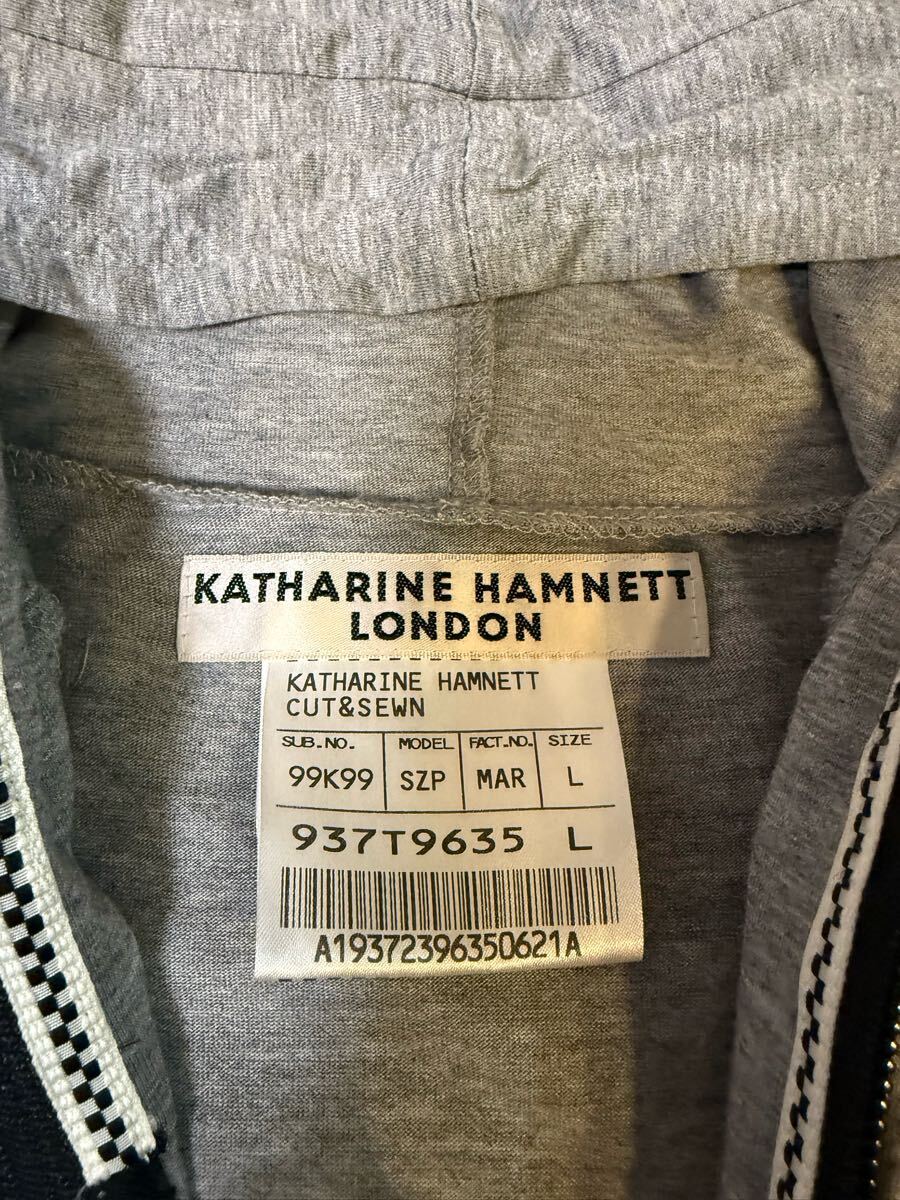 KATHARINE HAMNETT
LONDON
KATHARINE HAMNETT
CUT&SEWN
SUB.NO. MODEL FACT.NO. SIZE
99K99 SZP MAR L
937T9635 L
A19372396350621A